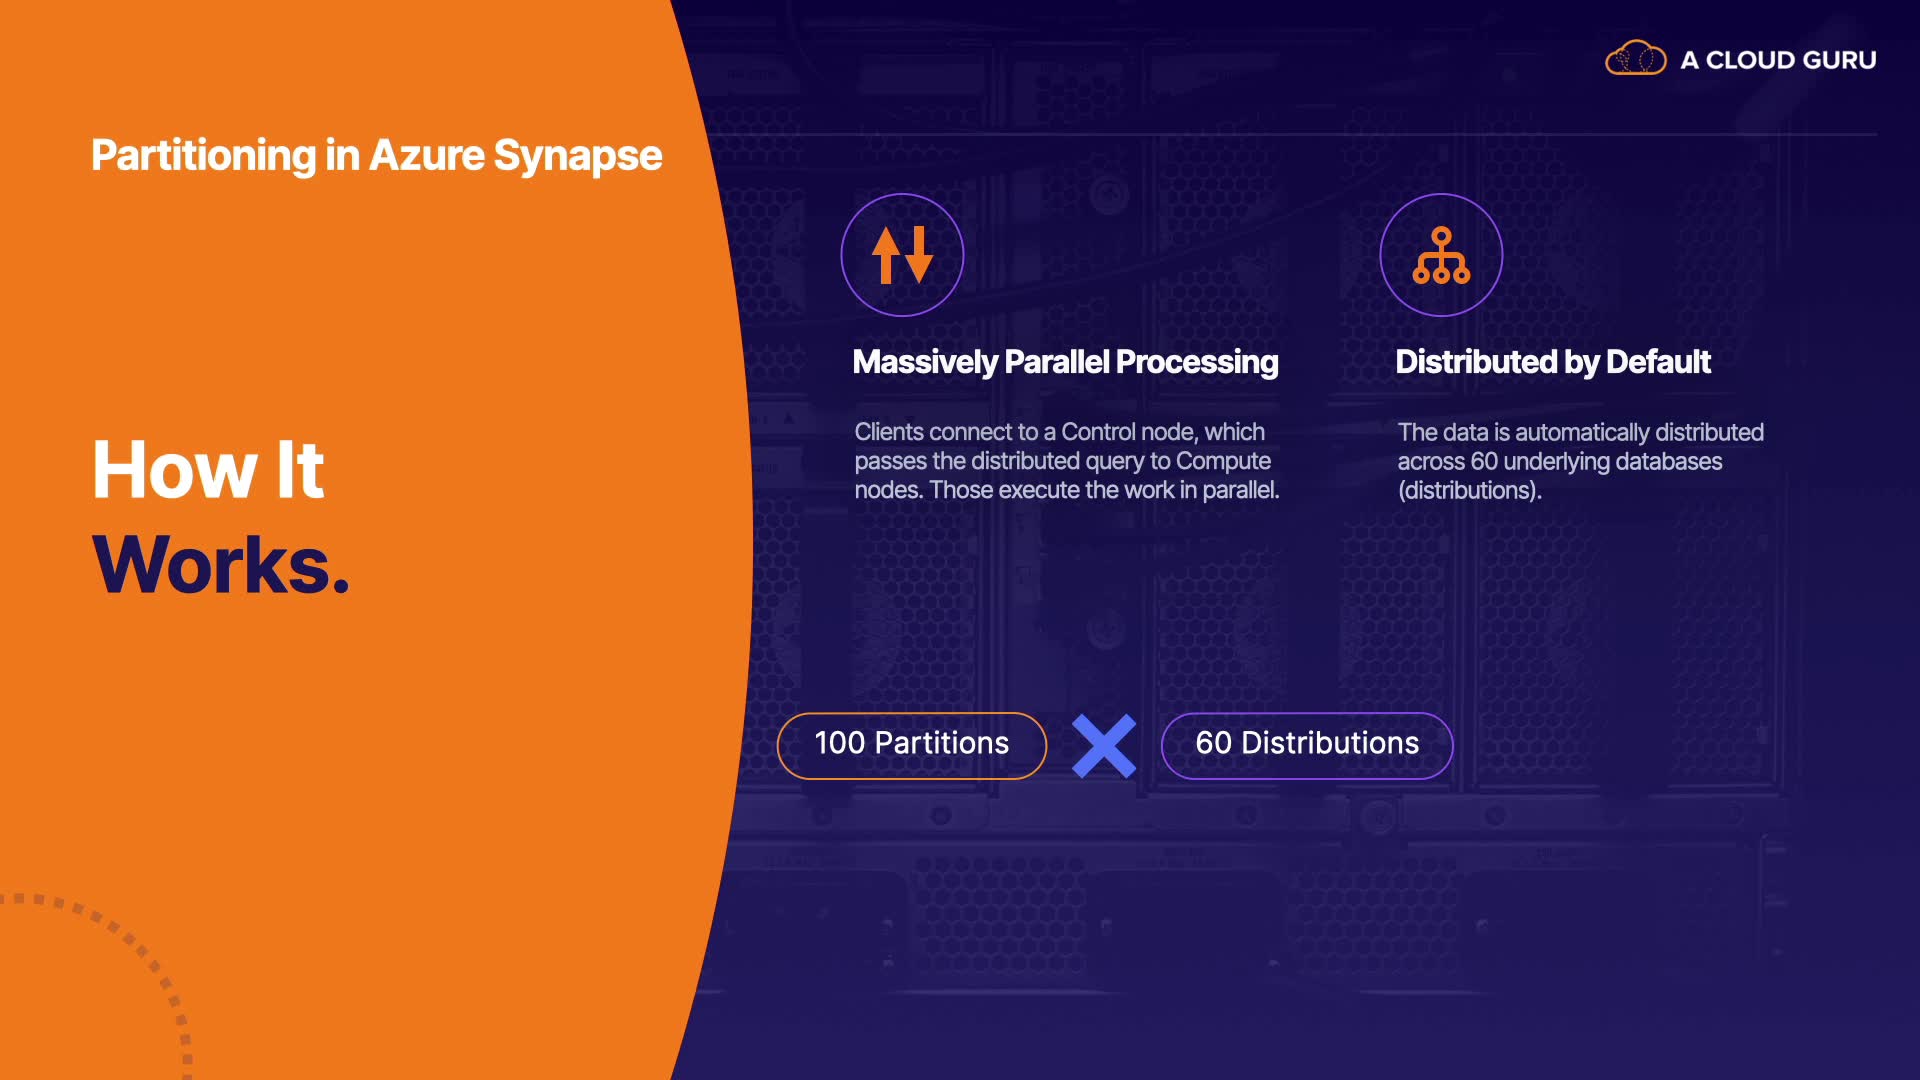 A CLOUD GURU
Partitioning in Azure Synapse
How It
Works.
Massively Parallel Processing
Clients connect to a Control node, which
passes the distributed query to Compute
nodes. Those execute the work in parallel.
Distributed by Default
The data is automatically distributed
across 60 underlying databases
(distributions).
100 Partitions
60 Distributions